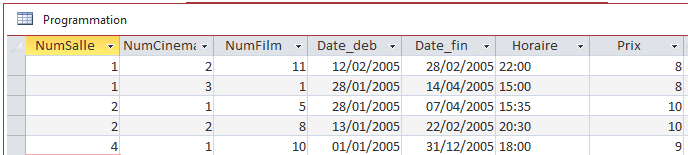 Programmation
NumSalle NumCinema NumFilm Date_deb Date_fin Horaire Prix
1 2 11 12/02/2005 28/02/2005 22:00 8
1 3 1 28/01/2005 14/04/2005 15:00 8
2 1 5 28/01/2005 07/04/2005 15:35 10
2 2 8 13/01/2005 22/02/2005 20:30 10
4 1 10 01/01/2005 31/12/2005 18:00 9